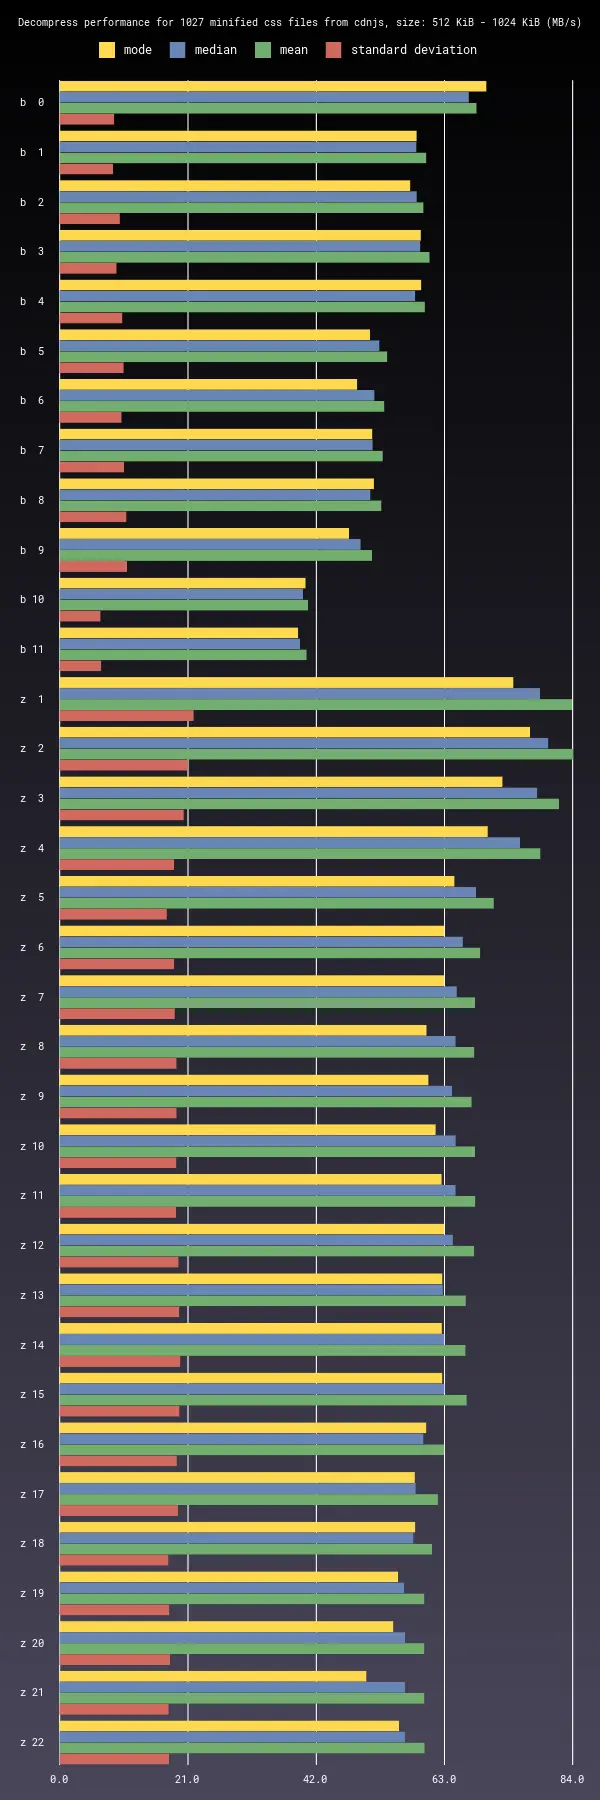 Decompress performance for 1027 minified css files from cdnjs, size: 512 KiB - 1024 KiB (MB/s)
mode median mean standard deviation
b 0
b 1
b 2
b 3
b 4
b 5
b 6
b 7
b 8
b 9
b 10
b 11
z 1
z 2
z 3
z 4
z 5
z 6
z 7
z 8
z 9
z 10
z 11
z 12
z 13
z 14
z 15
z 16
z 17
z 18
z 19
z 20
z 21
z 22
0.0 21.0 42.0 63.0 84.0